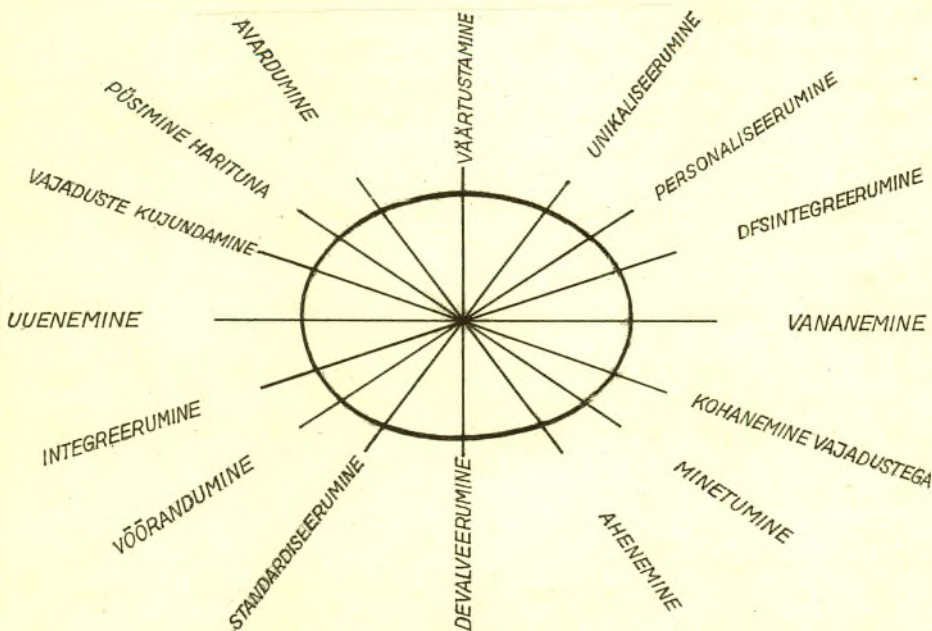 AVARDUMINE
VÄÄRTUSTAMINE
UNIKALISEERUMINE
PÜSIMINE HARITUNA
PERSONALISEERUMINE
VAJADUSTE KUJUNDAMINE
DESINTEGREERUMINE
UUENEMINE
VANANEMINE
INTEGREERUMINE
KOHANEMINE VAJADUSTEGA
VÕÕRANDUMINE
MINETUMINE
STANDARDISEERUMINE
DEVALVEERUMINE
AHENEMINE